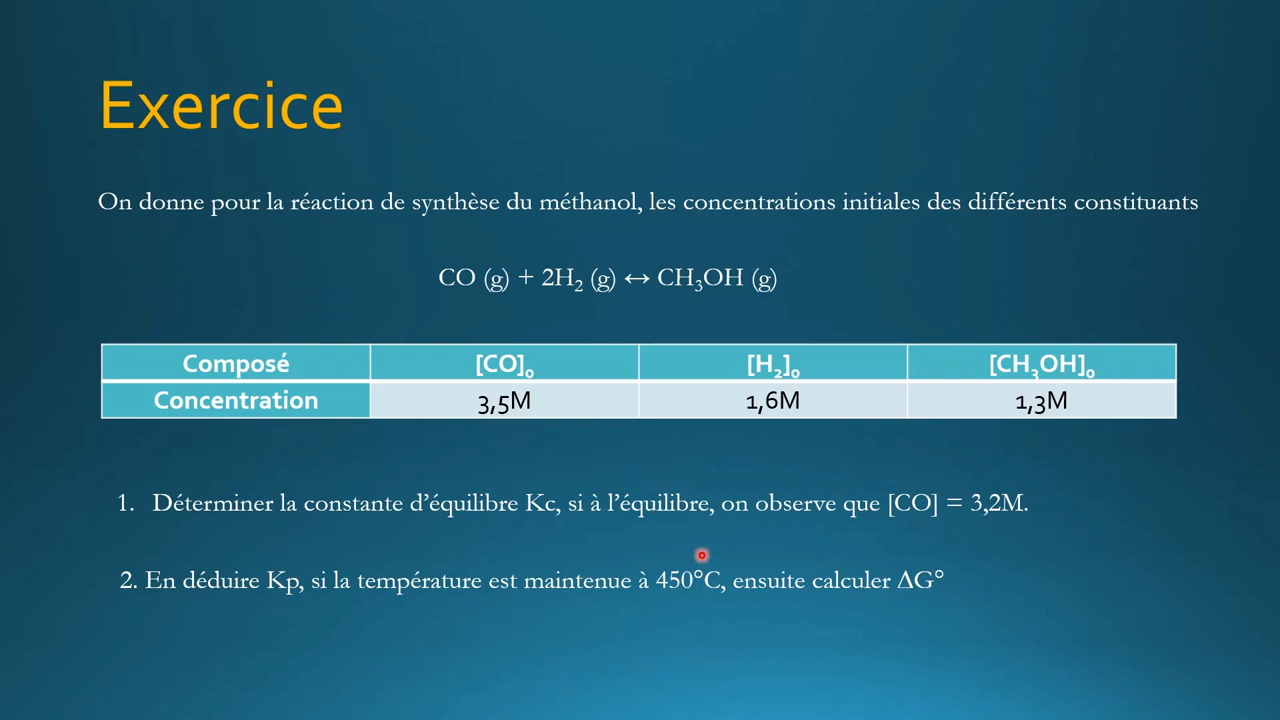 Exercice
On donne pour la réaction de synthèse du méthanol, les concentrations initiales des différents constituants
CO (g) + 2H₂ (g) ↔ CH₃OH (g)
Composé [CO]₀ [H₂]₀ [CH₃OH]₀
Concentration 3,5M 1,6M 1,3M
1. Déterminer la constante d’équilibre Kc, si à l’équilibre, on observe que [CO] = 3,2M.
2. En déduire Kp, si la température est maintenue à 450°C, ensuite calculer ΔG°